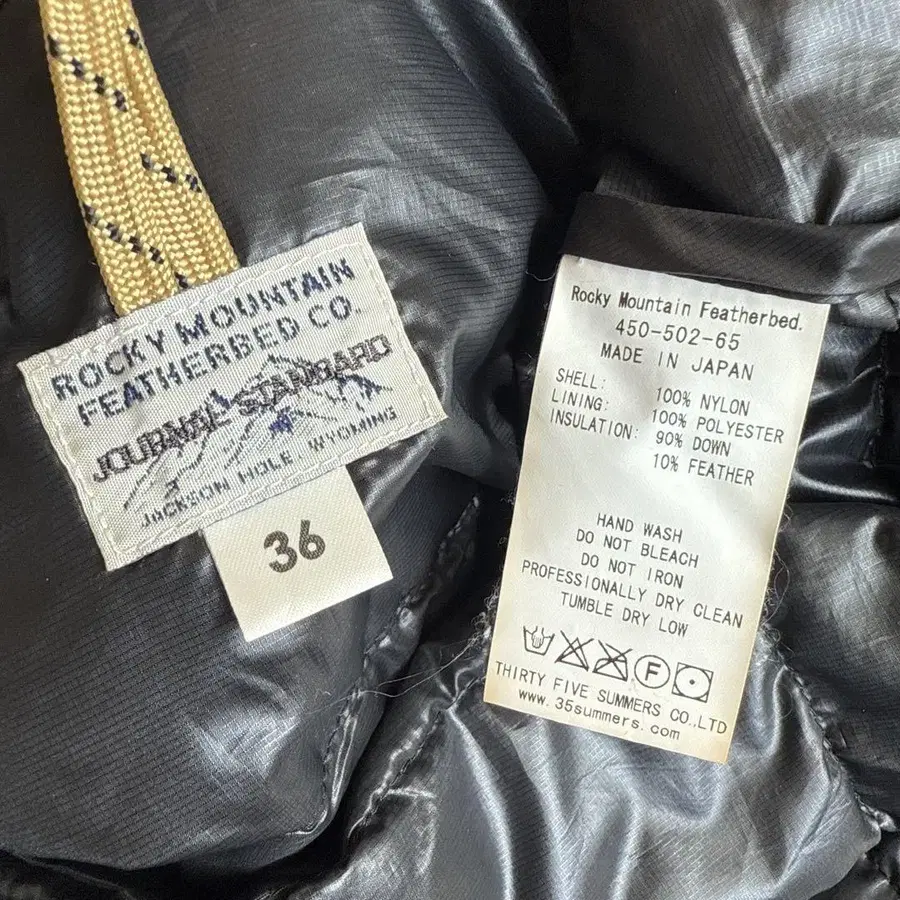 ROCKY MOUNTAIN
FEATHERBED CO.
JOURNAL STANDARD
JACKSON HOLE WYOMING
36
Rocky Mountain Featherbed.
450-502-65
MADE IN JAPAN
SHELL: 100% NYLON
LINING: 100% POLYESTER
INSULATION: 90% DOWN
10% FEATHER
HAND WASH
DO NOT BLEACH
DO NOT IRON
PROFESSIONALLY DRY CLEAN
TUMBLE DRY LOW
F
THIRTY FIVE SUMMERS CO.,LTD
www.35summers.com